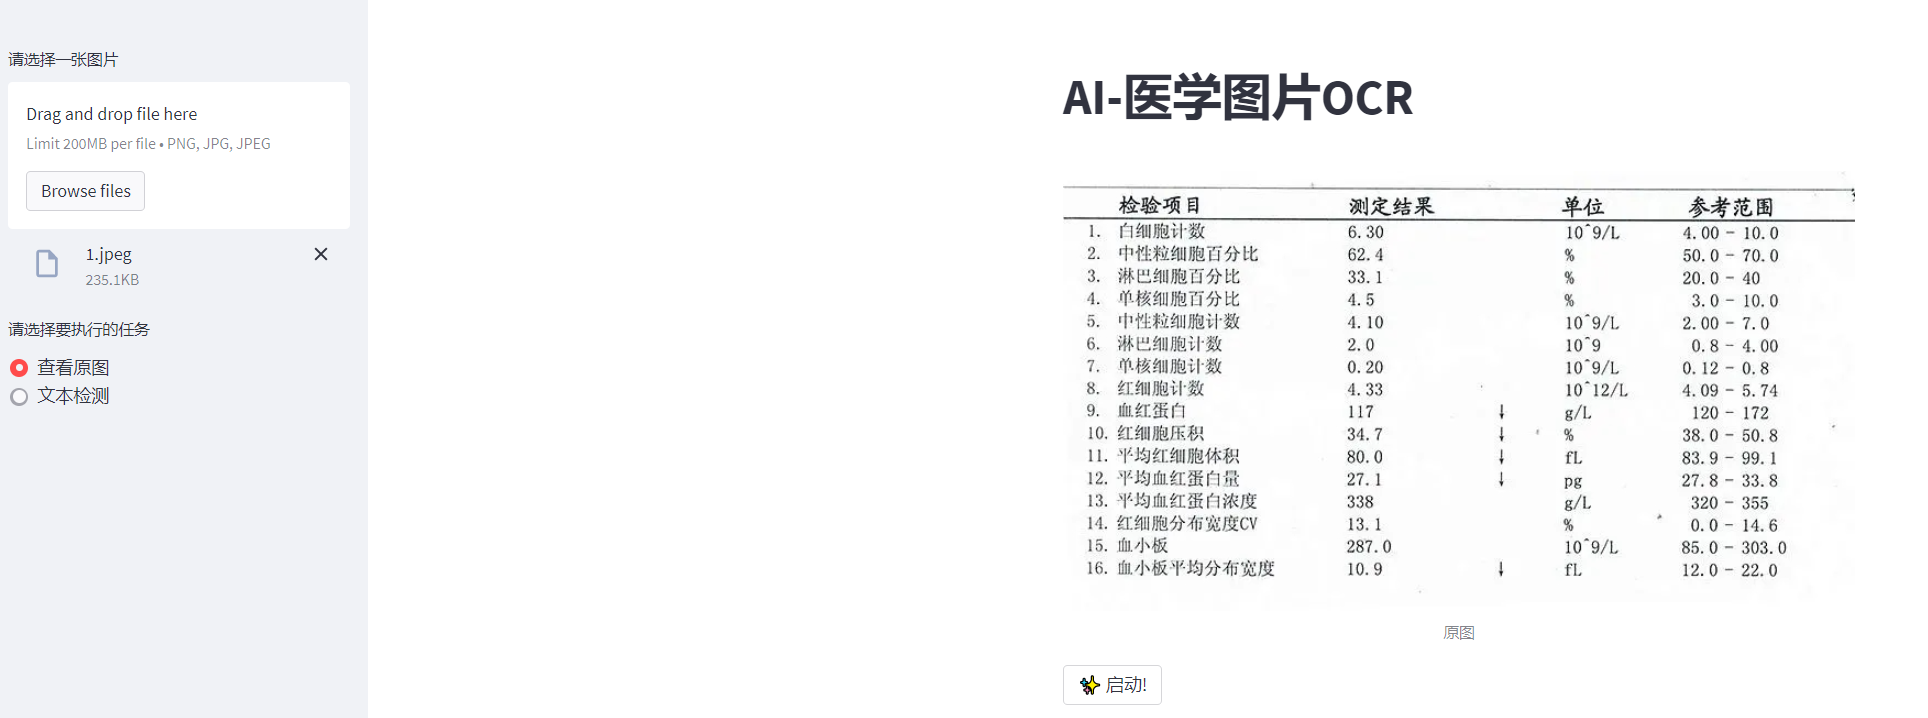 请选择一张图片
Drag and drop file here
Limit 200MB per file • PNG, JPG, JPEG
Browse files
1.jpeg
235.1KB
请选择要执行的任务
查看原图
文本检测
AI-医学图片OCR
检验项目 测定结果 单位 参考范围
1. 白细胞计数 6.30 10^9/L 4.00 - 10.0
2. 中性粒细胞百分比 62.4 % 50.0 - 70.0
3. 淋巴细胞百分比 33.1 % 20.0 - 40
4. 单核细胞百分比 4.5 % 3.0 - 10.0
5. 中性粒细胞计数 4.10 10^9/L 2.00 - 7.0
6. 淋巴细胞计数 2.0 10^9 0.8 - 4.00
7. 单核细胞计数 0.20 10^9/L 0.12 - 0.8
8. 红细胞计数 4.33 10^12/L 4.09 - 5.74
9. 血红蛋白 117 ↓ g/L 120 - 172
10. 红细胞压积 34.7 ↓ % 38.0 - 50.8
11. 平均红细胞体积 80.0 ↓ fL 83.9 - 99.1
12. 平均血红蛋白量 27.1 ↓ pg 27.8 - 33.8
13. 平均血红蛋白浓度 338 g/L 320 - 355
14. 红细胞分布宽度CV 13.1 % 0.0 - 14.6
15. 血小板 287.0 10^9/L 85.0 - 303.0
16. 血小板平均分布宽度 10.9 ↓ fL 12.0 - 22.0
原图
✨ 启动!